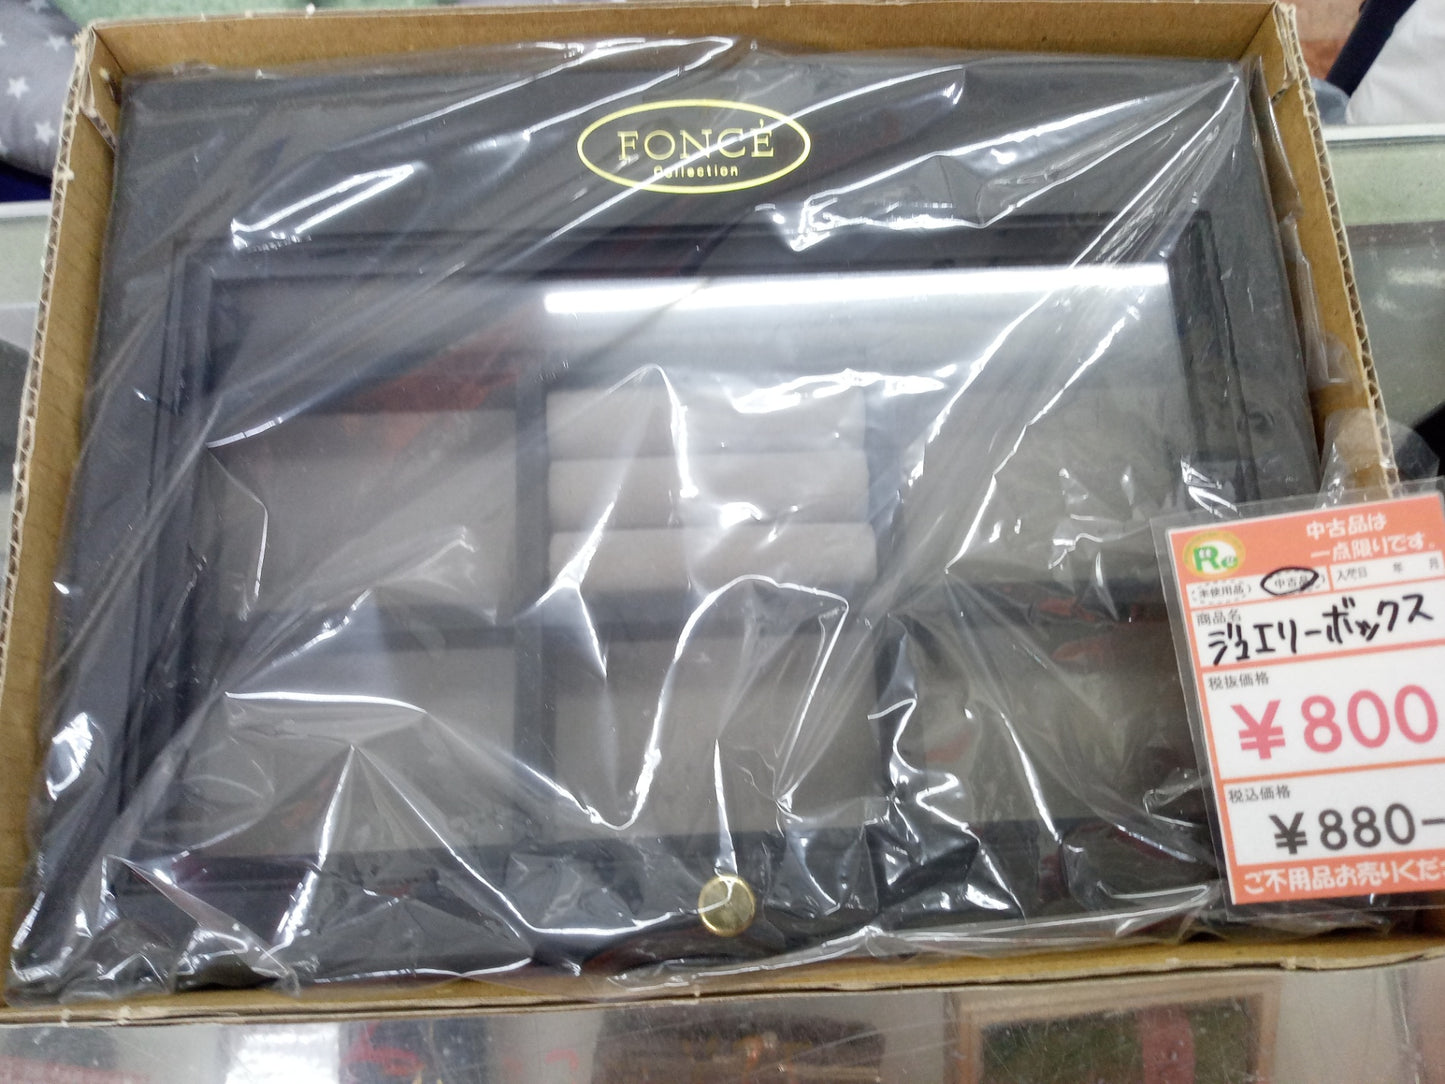 FONCÉ
Collection
中古品は
一点限りです。
Re
(未使用品) (中古品) 入荷日 年 月
商品名
ジュエリーボックス
税抜価格
¥800
税込価格
¥880-
ご不用品お売りくださ